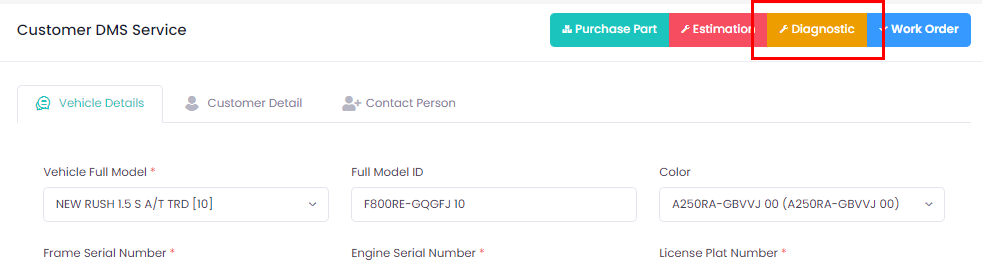 Customer DMS Service
Purchase Part Estimation Diagnostic Work Order
Vehicle Details Customer Detail Contact Person
Vehicle Full Model * Full Model ID Color
NEW RUSH 1.5 S A/T TRD [10] F800RE-GQGFJ 10 A250RA-GBVVJ 00 (A250RA-GBVVJ 00)
Frame Serial Number * Engine Serial Number * License Plat Number *